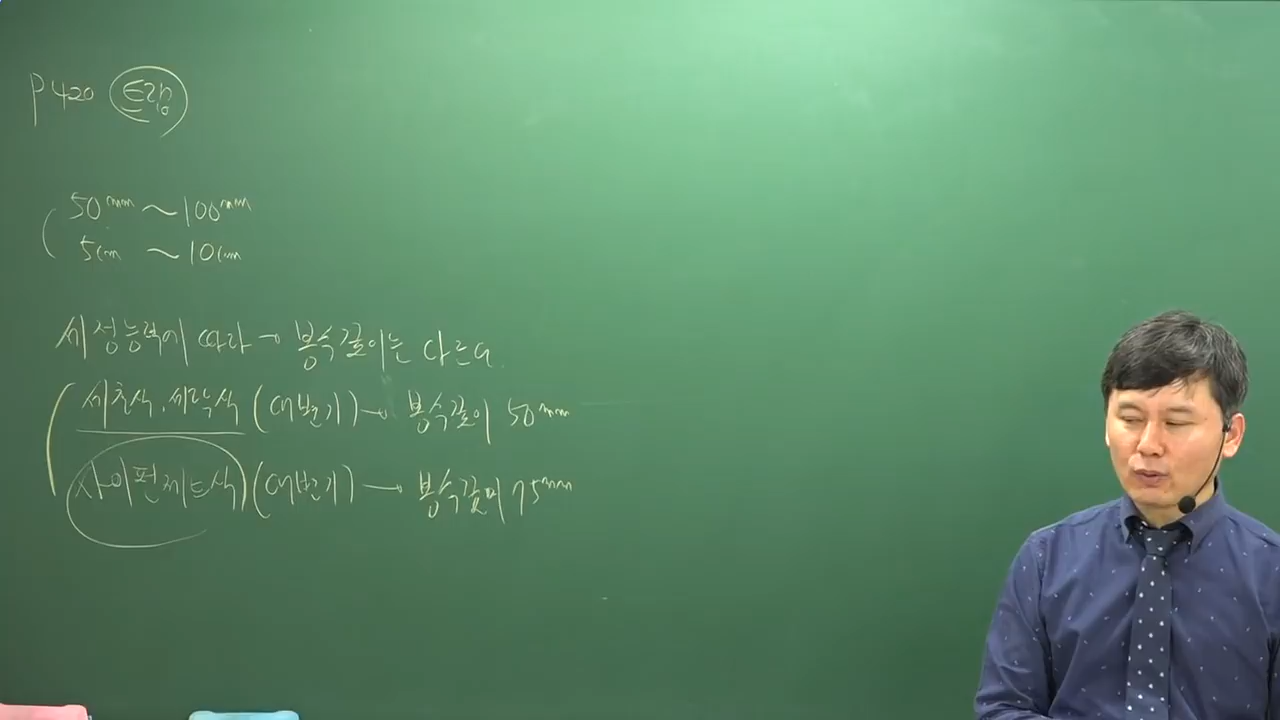 P420 트랩
50mm ~ 100mm
5cm ~ 10cm
세정능력에 따라 → 봉수깊이는 다르다.
세출식, 세락식 (대변기) → 봉수깊이 50mm
사이펀제트식 (대변기) → 봉수깊이 75mm